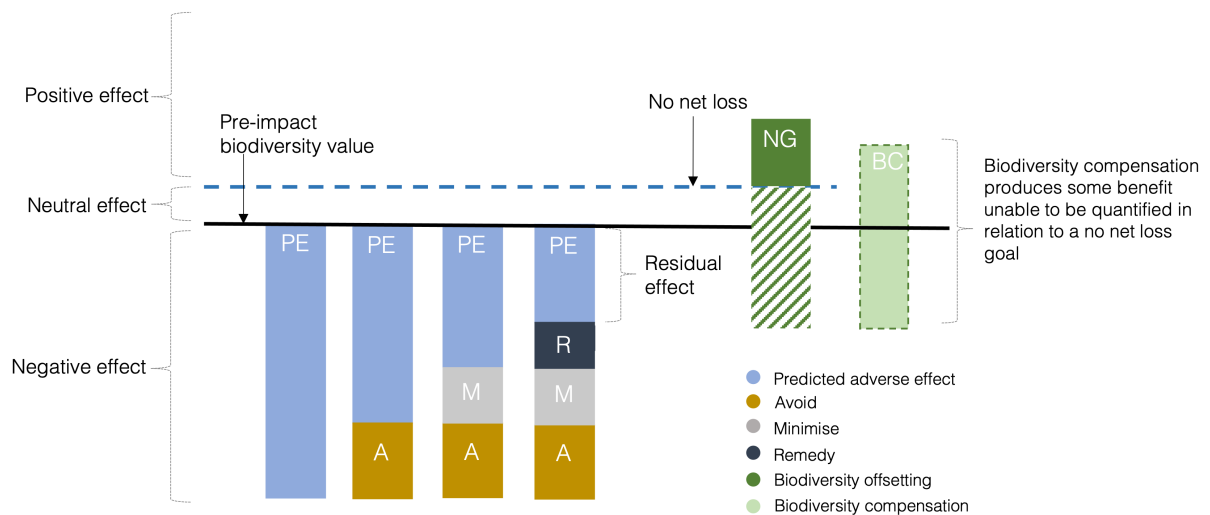 Positive effect
Pre-impact
biodiversity value
No net loss
NG
BC
Biodiversity compensation
produces some benefit
unable to be quantified in
relation to a no net loss
goal
Neutral effect
PE
PE
PE
PE
Residual
effect
Negative effect
R
M
M
A
A
A
Predicted adverse effect
Avoid
Minimise
Remedy
Biodiversity offsetting
Biodiversity compensation